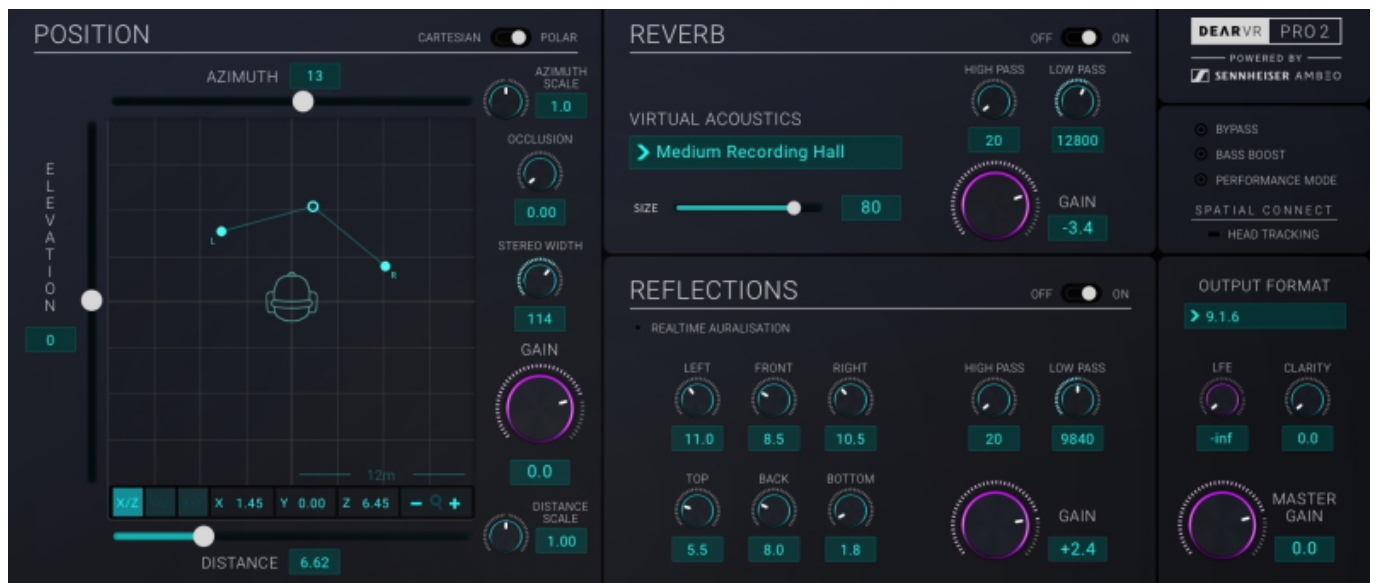 POSITION
CARTESIAN
POLAR
AZIMUTH 13
AZIMUTH
SCALE
1.0
OCCLUSION
0.00
STEREO WIDTH
114
GAIN
0.0
DISTANCE
SCALE
1.00
ELEVATION
0
L
R
12m
X/Z
X 1.45 Y 0.00 Z 6.45 - +
DISTANCE 6.62
REVERB
OFF
ON
VIRTUAL ACOUSTICS
Medium Recording Hall
SIZE
80
HIGH PASS LOW PASS
20 12800
GAIN
-3.4
REFLECTIONS
OFF
ON
REALTIME AURALISATION
LEFT FRONT RIGHT
11.0 8.5 10.5
TOP BACK BOTTOM
5.5 8.0 1.8
HIGH PASS LOW PASS
20 9840
GAIN
+2.4
DEARVR PRO 2
POWERED BY
SENNHEISER AMBEO
BYPASS
BASS BOOST
PERFORMANCE MODE
SPATIAL CONNECT
HEAD TRACKING
OUTPUT FORMAT
9.1.6
LFE CLARITY
-inf 0.0
MASTER
GAIN
0.0